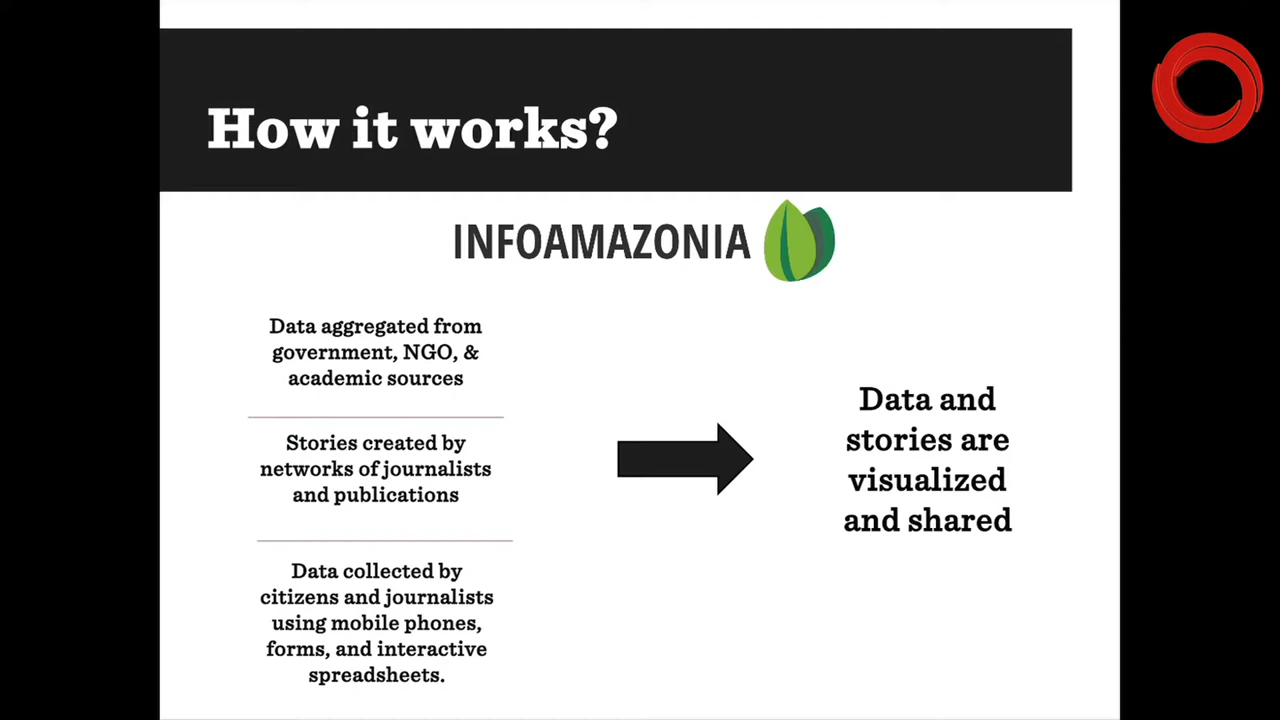 How it works?
INFOAMAZONIA
Data aggregated from
government, NGO, &
academic sources
Stories created by
networks of journalists
and publications
Data collected by
citizens and journalists
using mobile phones,
forms, and interactive
spreadsheets.
Data and
stories are
visualized
and shared